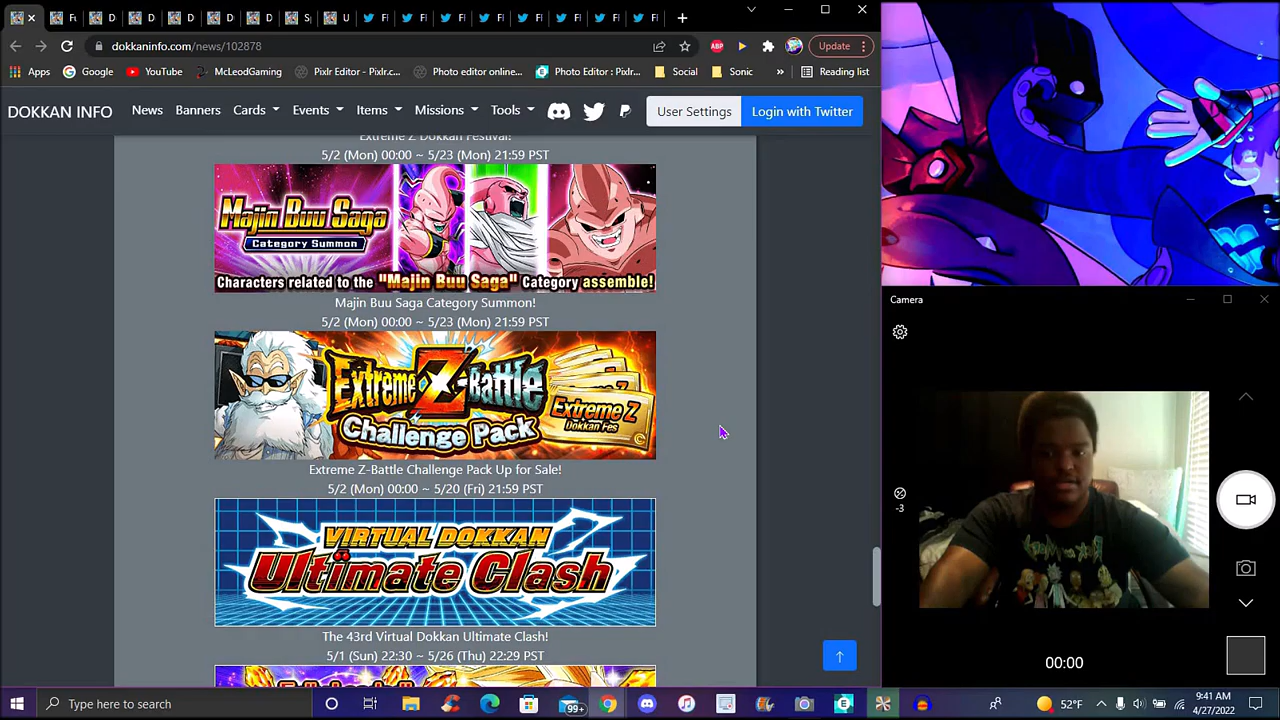 dokkaninfo.com/news/102878
Update
Apps
Google
YouTube
McLeodGaming
Pixlr Editor - Pixlr.c...
Photo editor online...
Photo Editor : Pixr...
Social
Sonic
»
Reading list
DOKKAN INFO
News
Banners
Cards
Events
Items
Missions
Tools
User Settings
Login with Twitter
Extreme Z Dokkan Festival!
5/2 (Mon) 00:00 ~ 5/23 (Mon) 21:59 PST
Majin Buu Saga
Category Summon
Characters related to the "Majin Buu Saga" Category assemble!
Majin Buu Saga Category Summon!
5/2 (Mon) 00:00 ~ 5/23 (Mon) 21:59 PST
Extreme Z-Battle
Challenge Pack
Extreme Z
Dokkan Fes
Extreme Z-Battle Challenge Pack Up for Sale!
5/2 (Mon) 00:00 ~ 5/20 (Fri) 21:59 PST
VIRTUAL DOKKAN
Ultimate Clash
The 43rd Virtual Dokkan Ultimate Clash!
5/1 (Sun) 22:30 ~ 5/26 (Thu) 22:29 PST
Camera
-3
00:00
Type here to search
99+
52°F
9:41 AM
4/27/2022